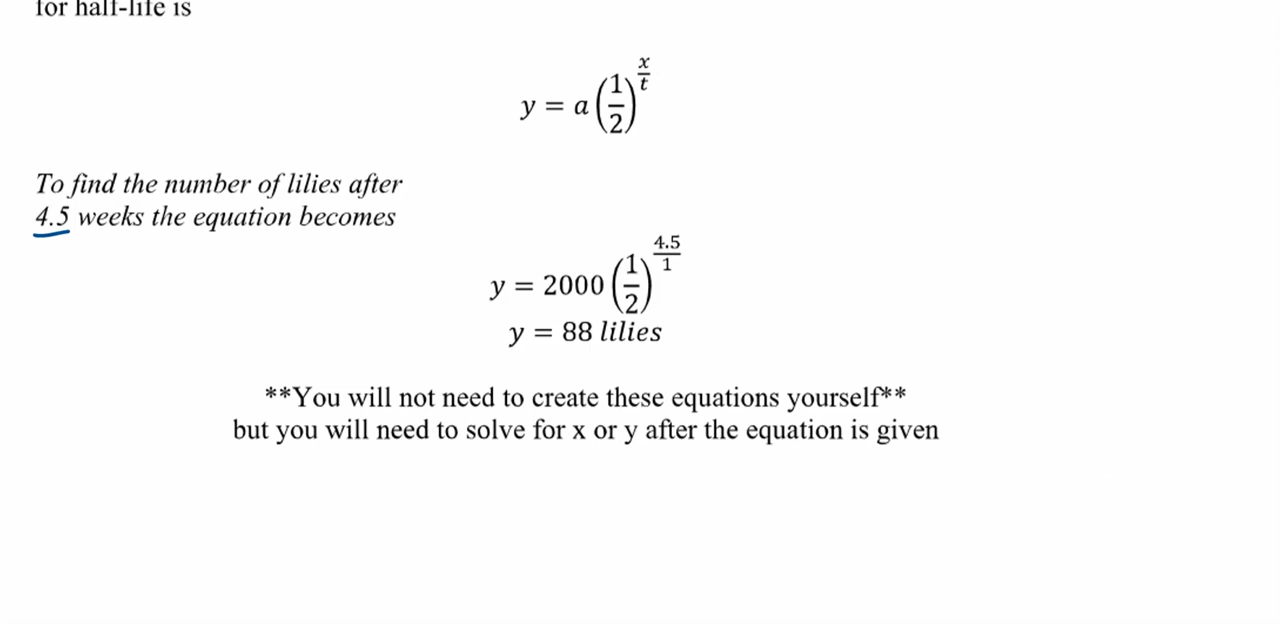 for half-life is
y = a(1/2)^(x/t)
To find the number of lilies after
4.5 weeks the equation becomes
y = 2000(1/2)^(4.5/1)
y = 88 lilies
**You will not need to create these equations yourself**
but you will need to solve for x or y after the equation is given